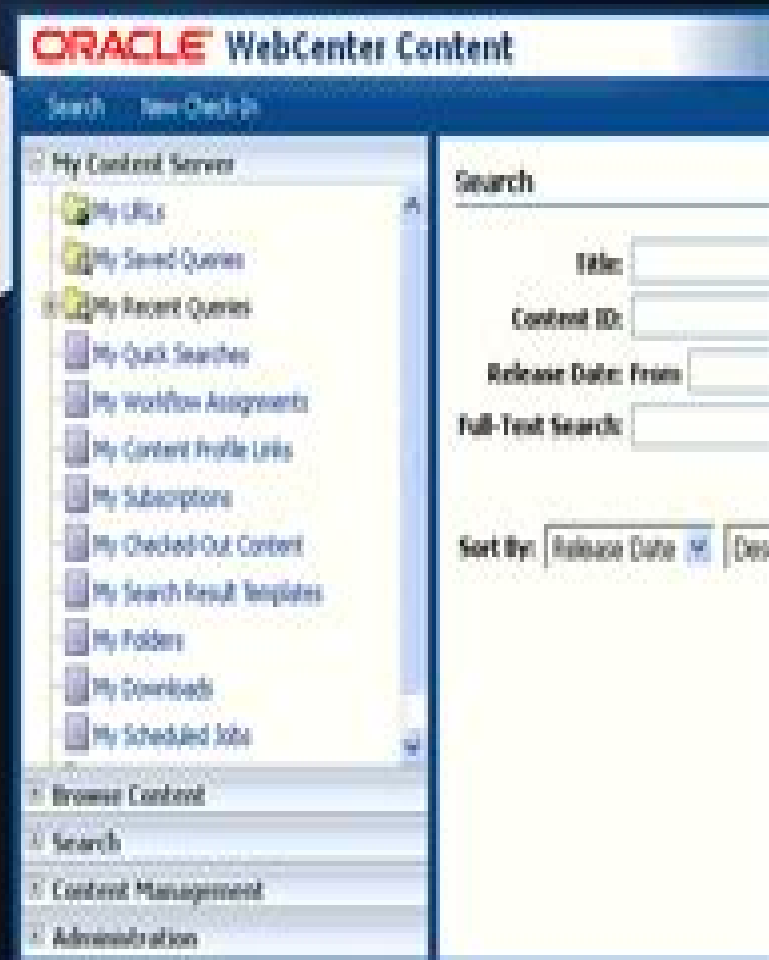 ORACLE WebCenter Content
Search New Check-In
My Content Server
My URLs
My Saved Queries
My Recent Queries
My Quick Searches
My Workflow Assignments
My Content Profile Links
My Subscriptions
My Checked-Out Content
My Search Result Templates
My Folders
My Downloads
My Scheduled Jobs
Browse Content
Search
Content Management
Administration
Search
Title:
Content ID:
Release Date: From
Full-Text Search:
Sort By: Release Date Des